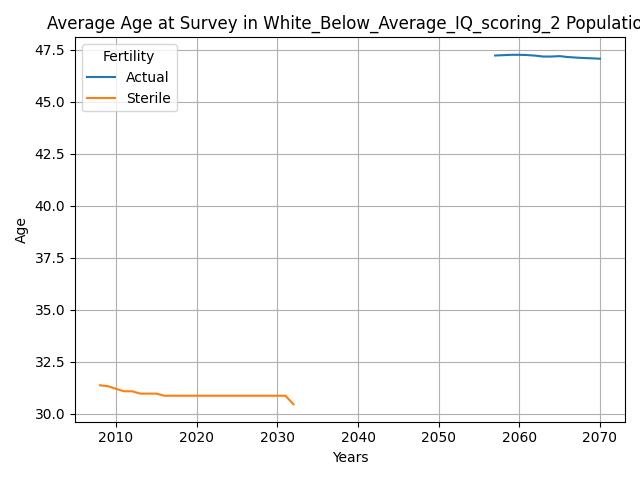 Average Age at Survey in White_Below_Average_IQ_scoring_2 Populatio
Fertility
Actual
Sterile
47.5
45.0
42.5
40.0
37.5
35.0
32.5
30.0
Age
2010 2020 2030 2040 2050 2060 2070
Years